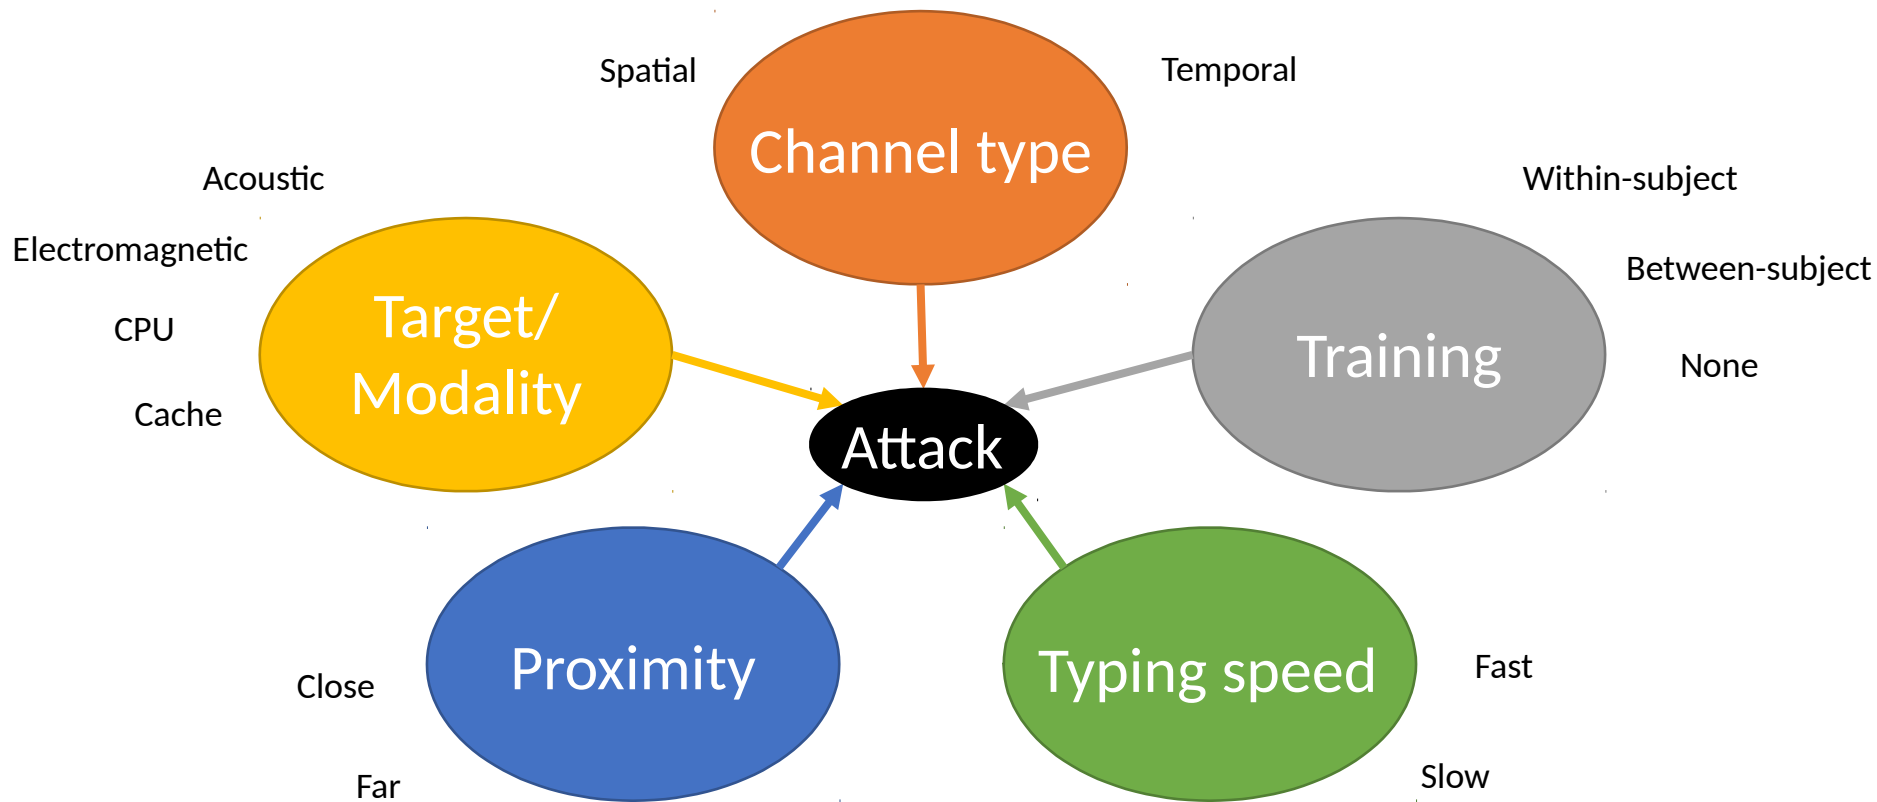 Spatial
Temporal
Channel type
Acoustic
Electromagnetic
CPU
Cache
Target/
Modality
Within-subject
Between-subject
None
Training
Attack
Proximity
Close
Far
Typing speed
Fast
Slow